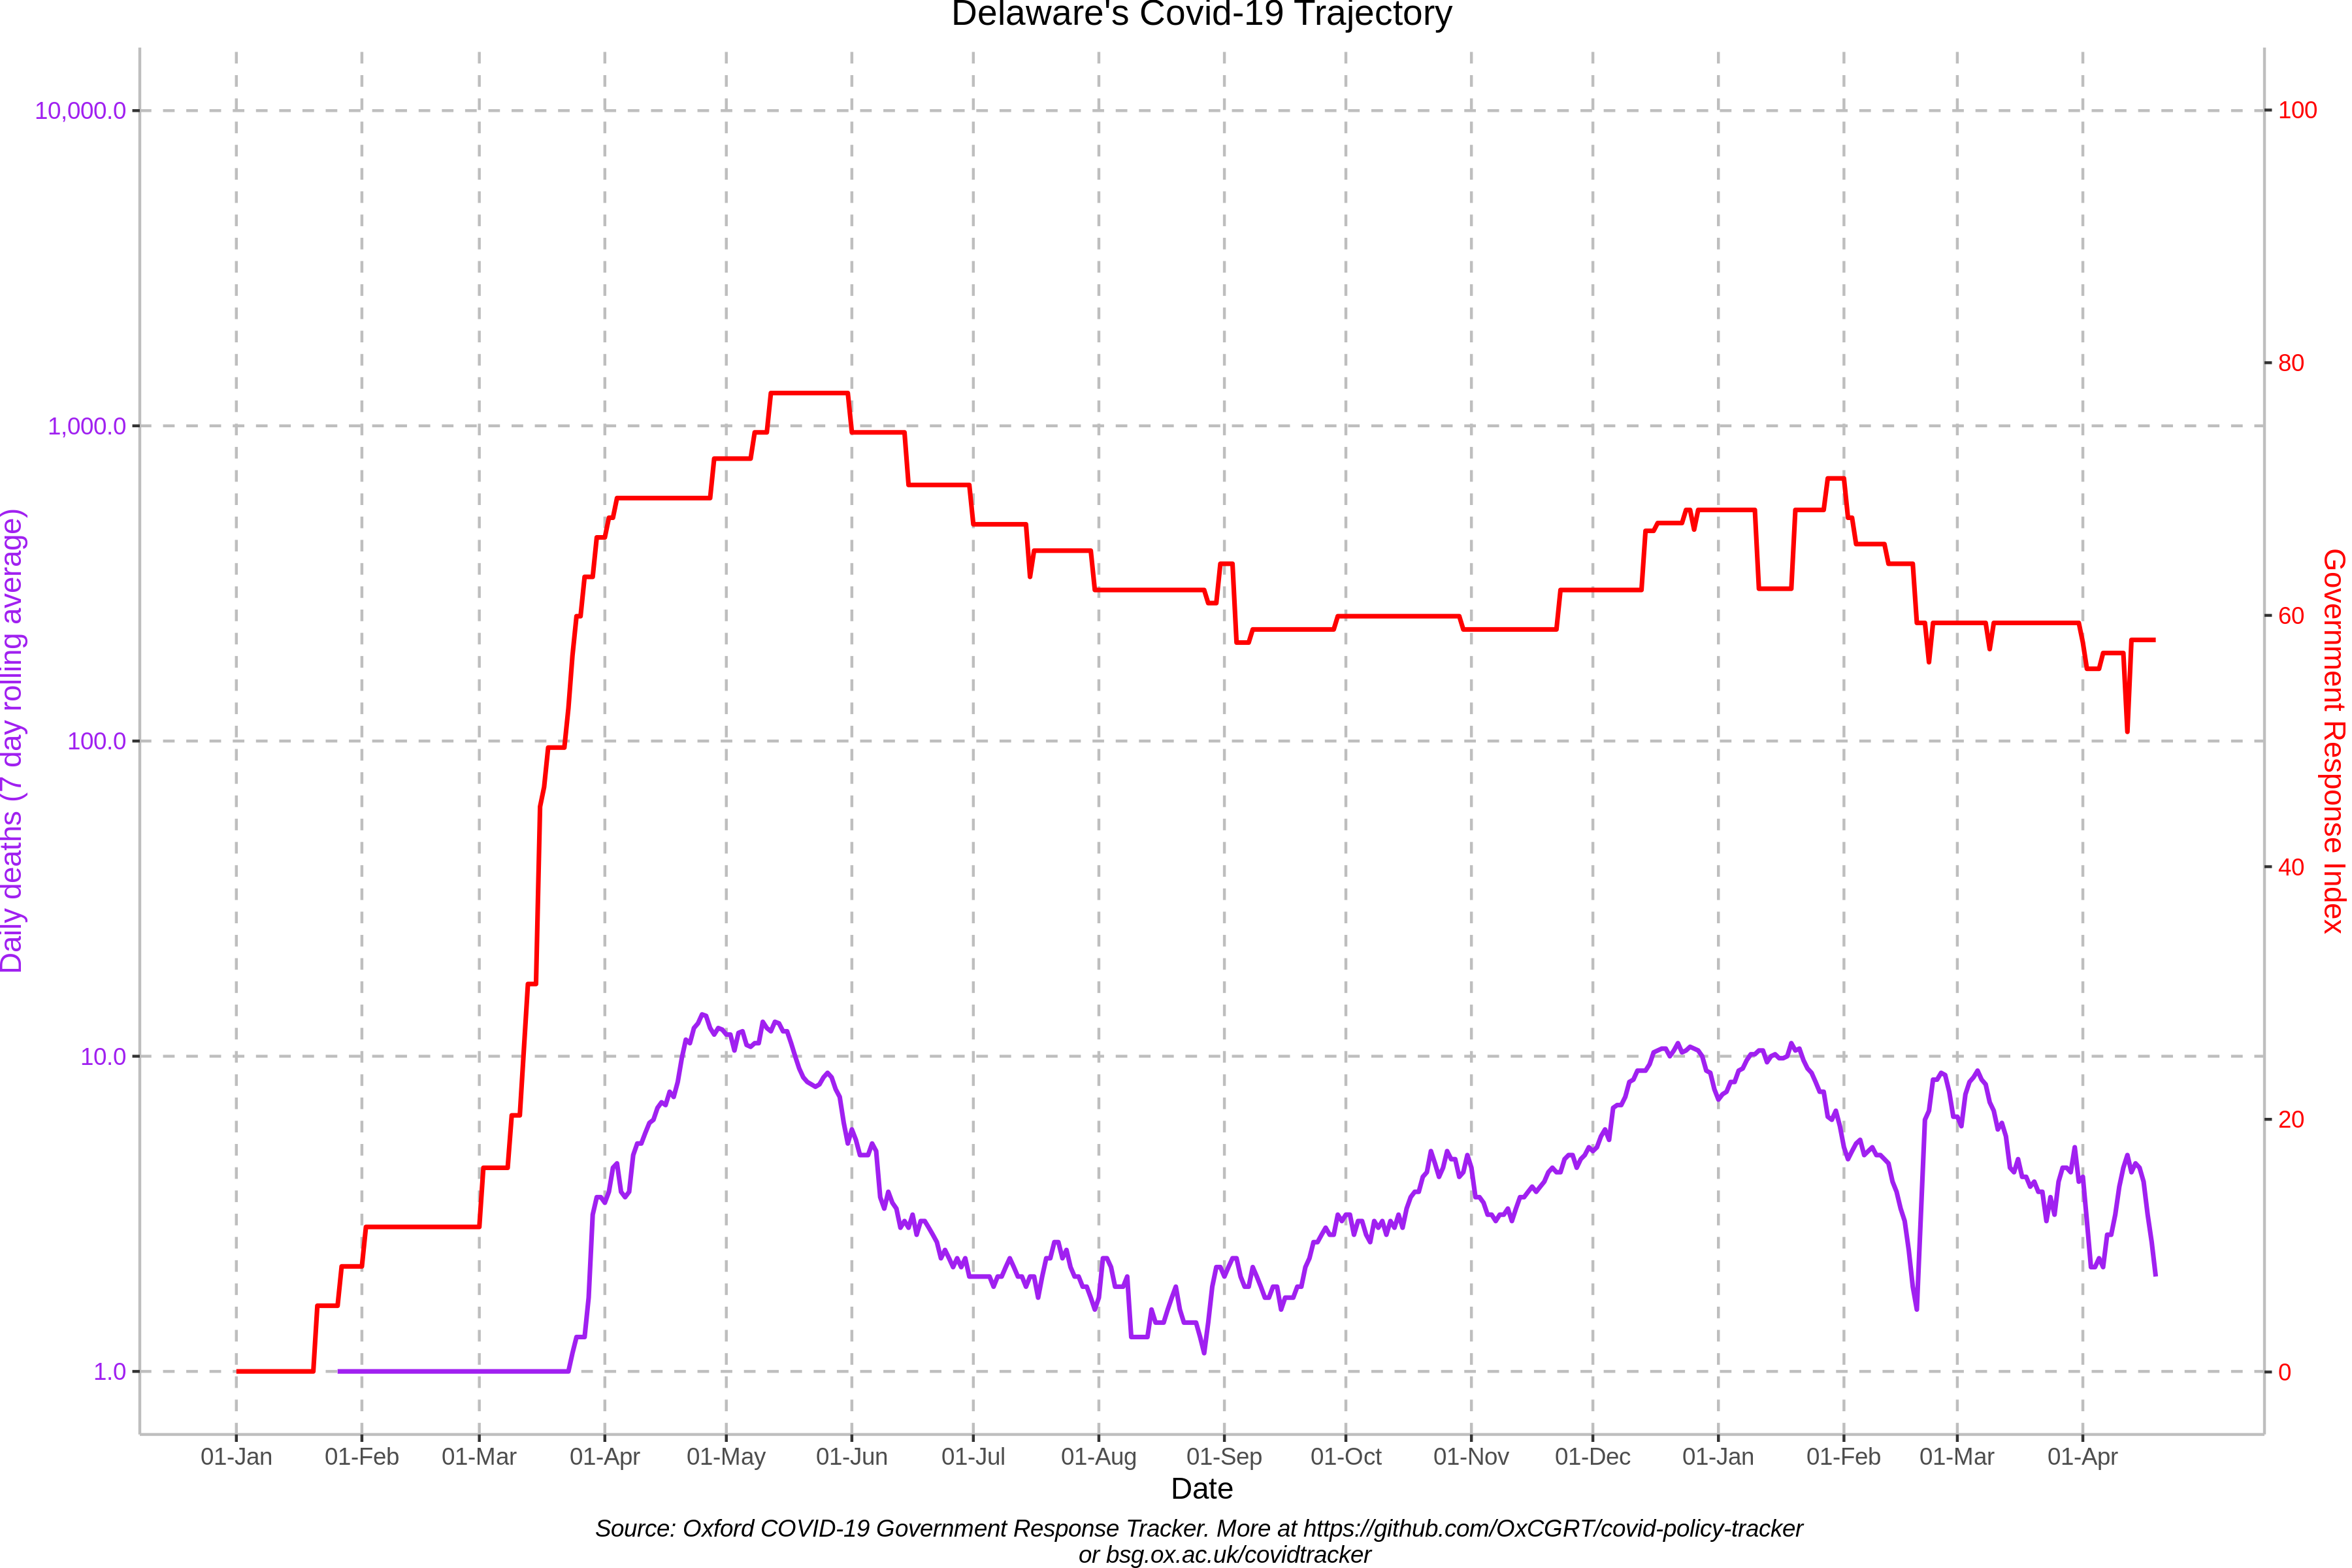 Delaware's Covid-19 Trajectory
10,000.0
1,000.0
100.0
10.0
1.0
Daily deaths (7 day rolling average)
100
80
60
40
20
0
Government Response Index
01-Jan 01-Feb 01-Mar 01-Apr 01-May 01-Jun 01-Jul 01-Aug 01-Sep 01-Oct 01-Nov 01-Dec 01-Jan 01-Feb 01-Mar 01-Apr
Date
Source: Oxford COVID-19 Government Response Tracker. More at https://github.com/OxCGRT/covid-policy-tracker
or bsg.ox.ac.uk/covidtracker